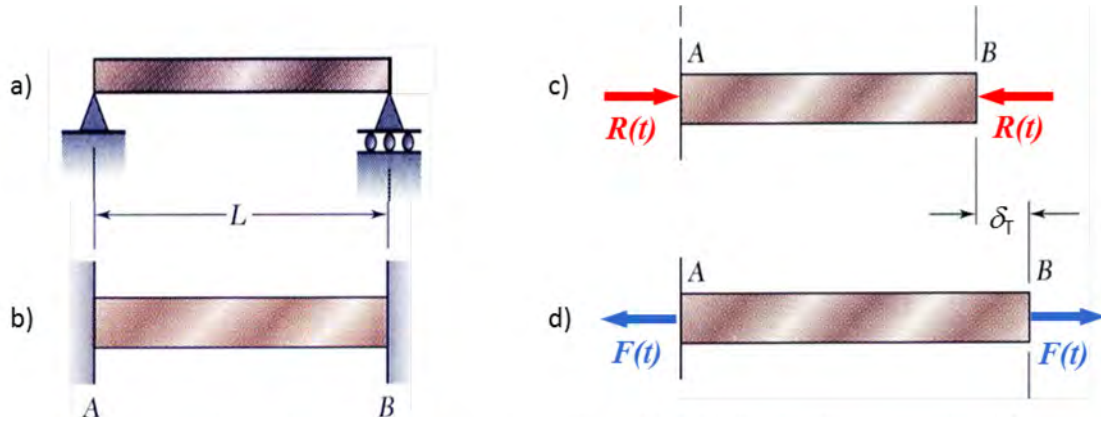 a)
L
b)
A B
c)
A B
R(t) R(t)
δT
d)
A B
F(t) F(t)